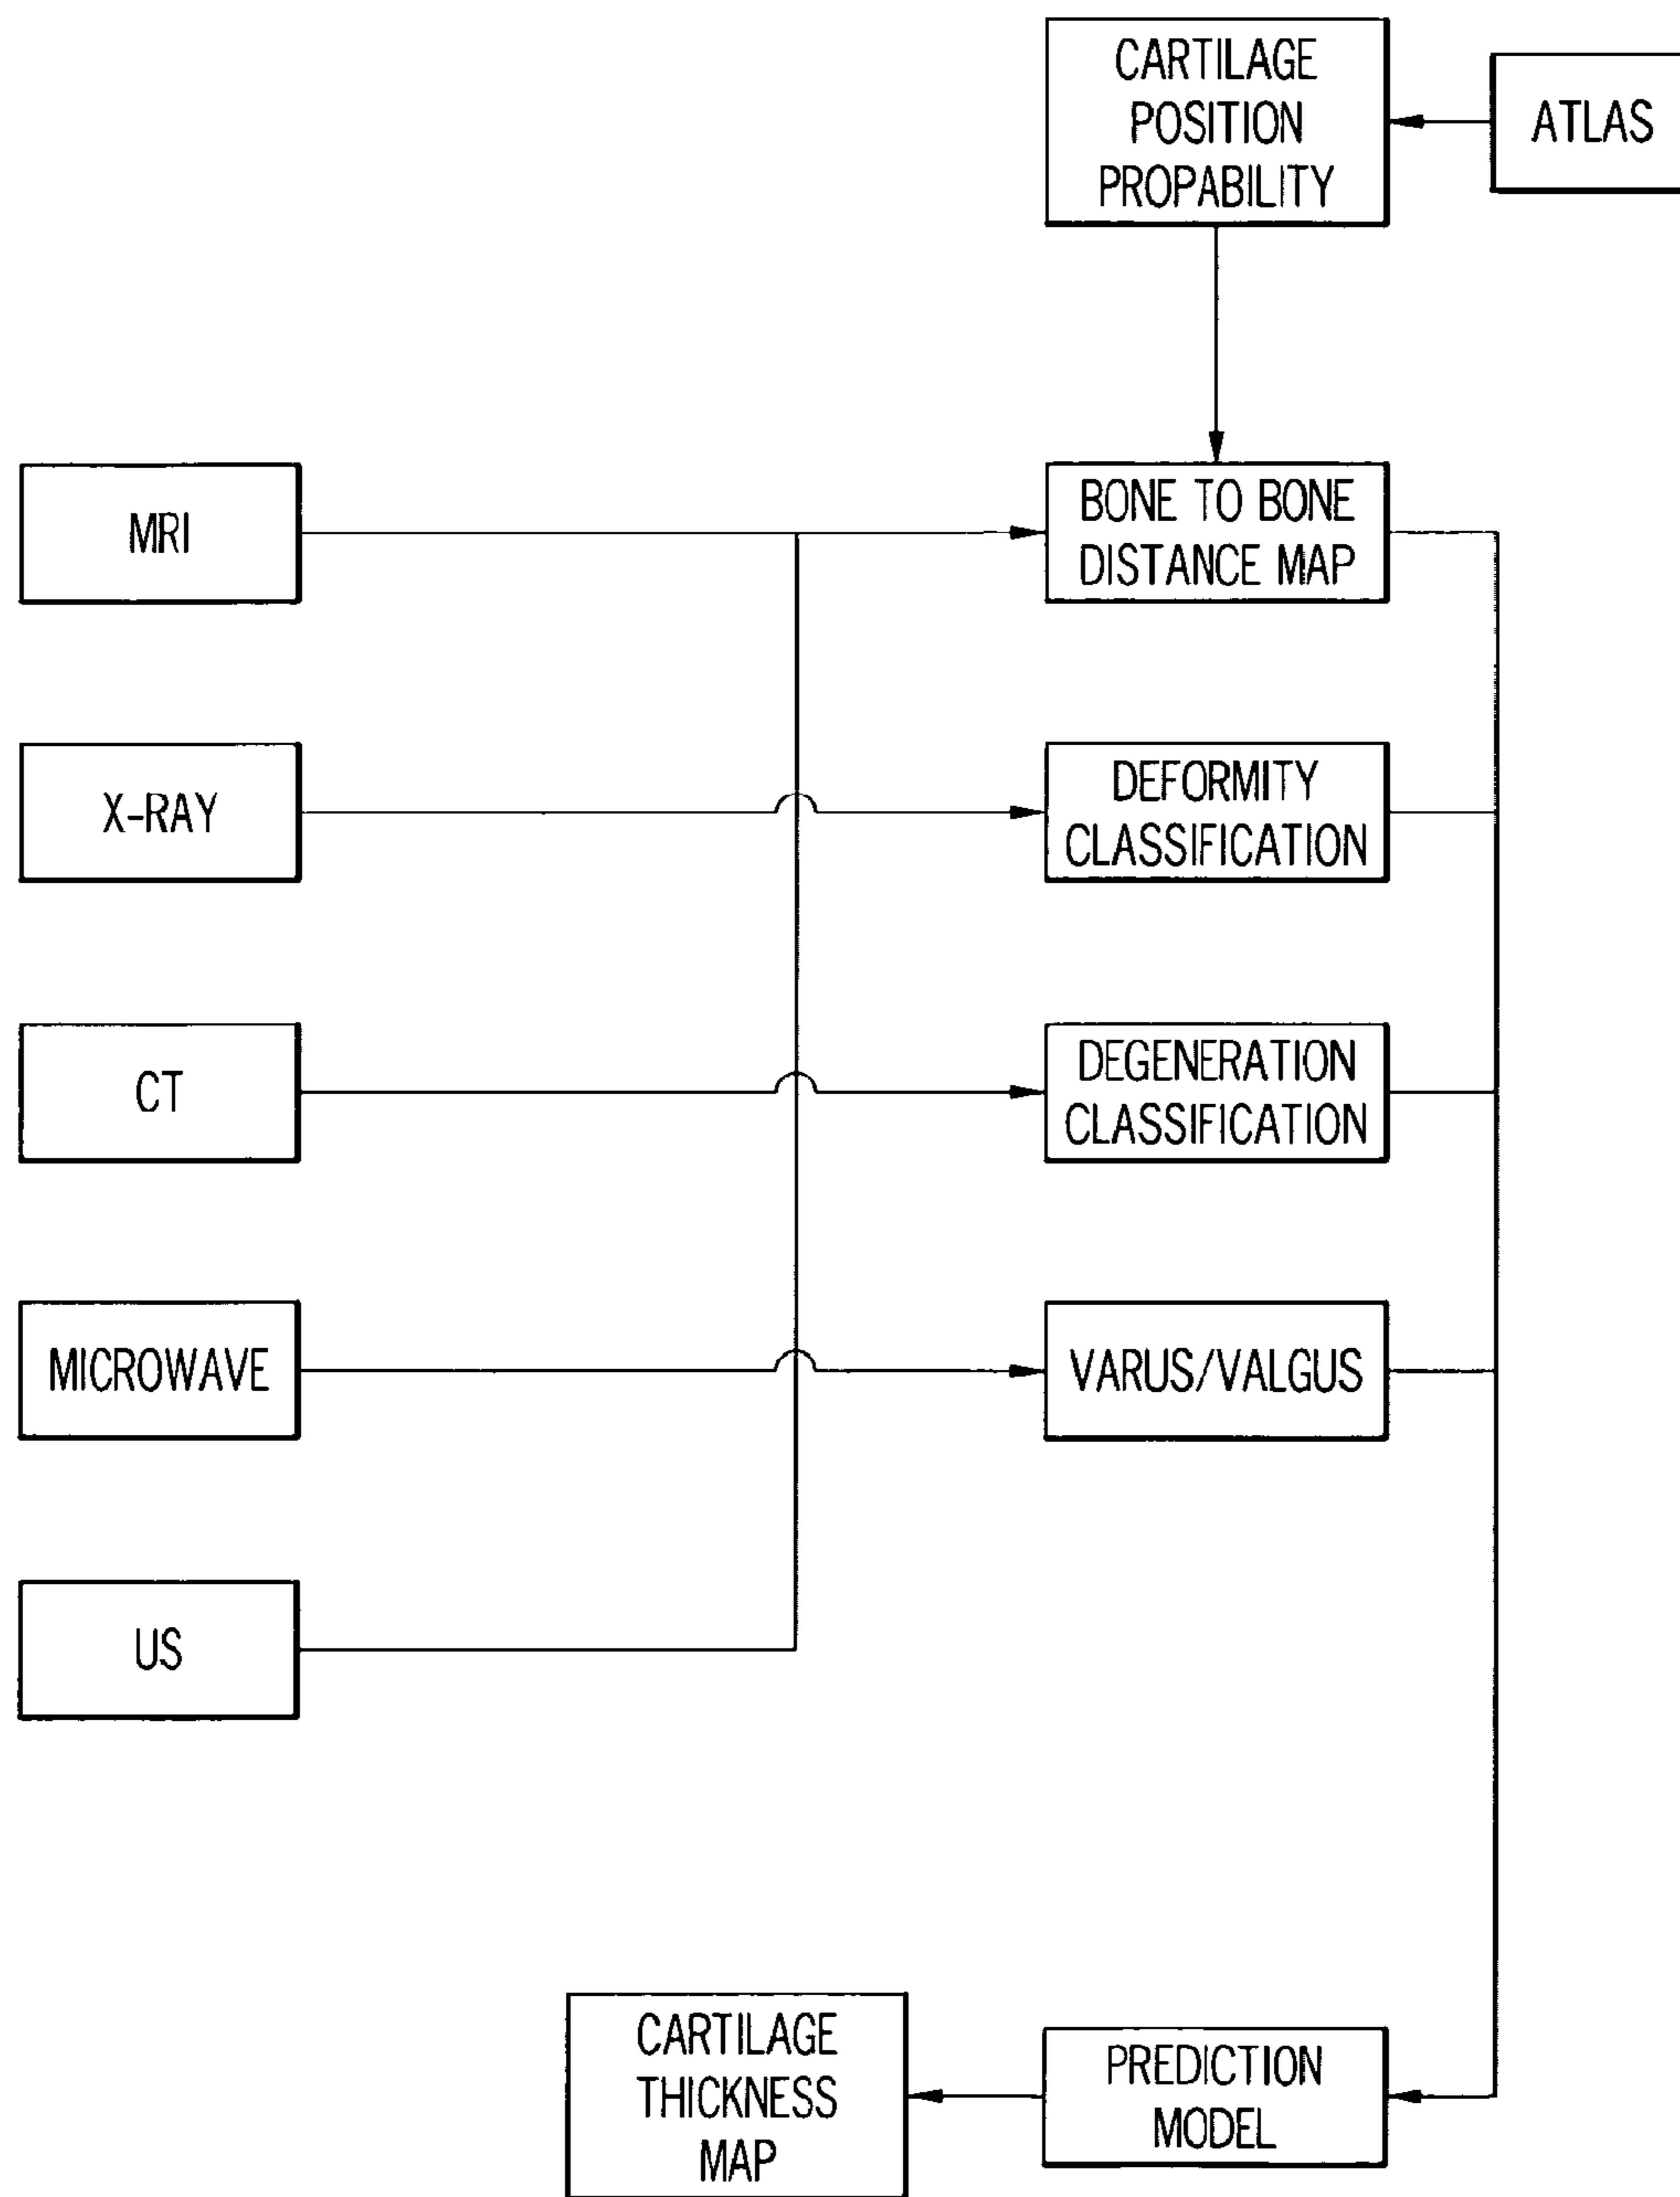 CARTILAGE
POSITION
PROPABILITY
ATLAS
MRI
BONE TO BONE
DISTANCE MAP
X-RAY
DEFORMITY
CLASSIFICATION
CT
DEGENERATION
CLASSIFICATION
MICROWAVE
VARUS/VALGUS
US
CARTILAGE
THICKNESS
MAP
PREDICTION
MODEL